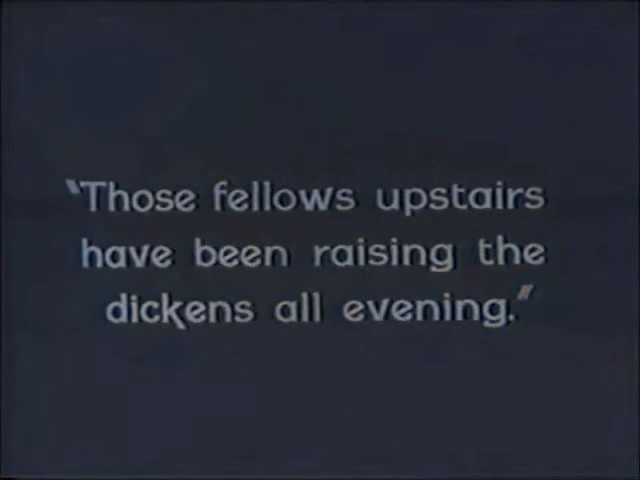 "Those fellows upstairs
have been raising the
dickens all evening."